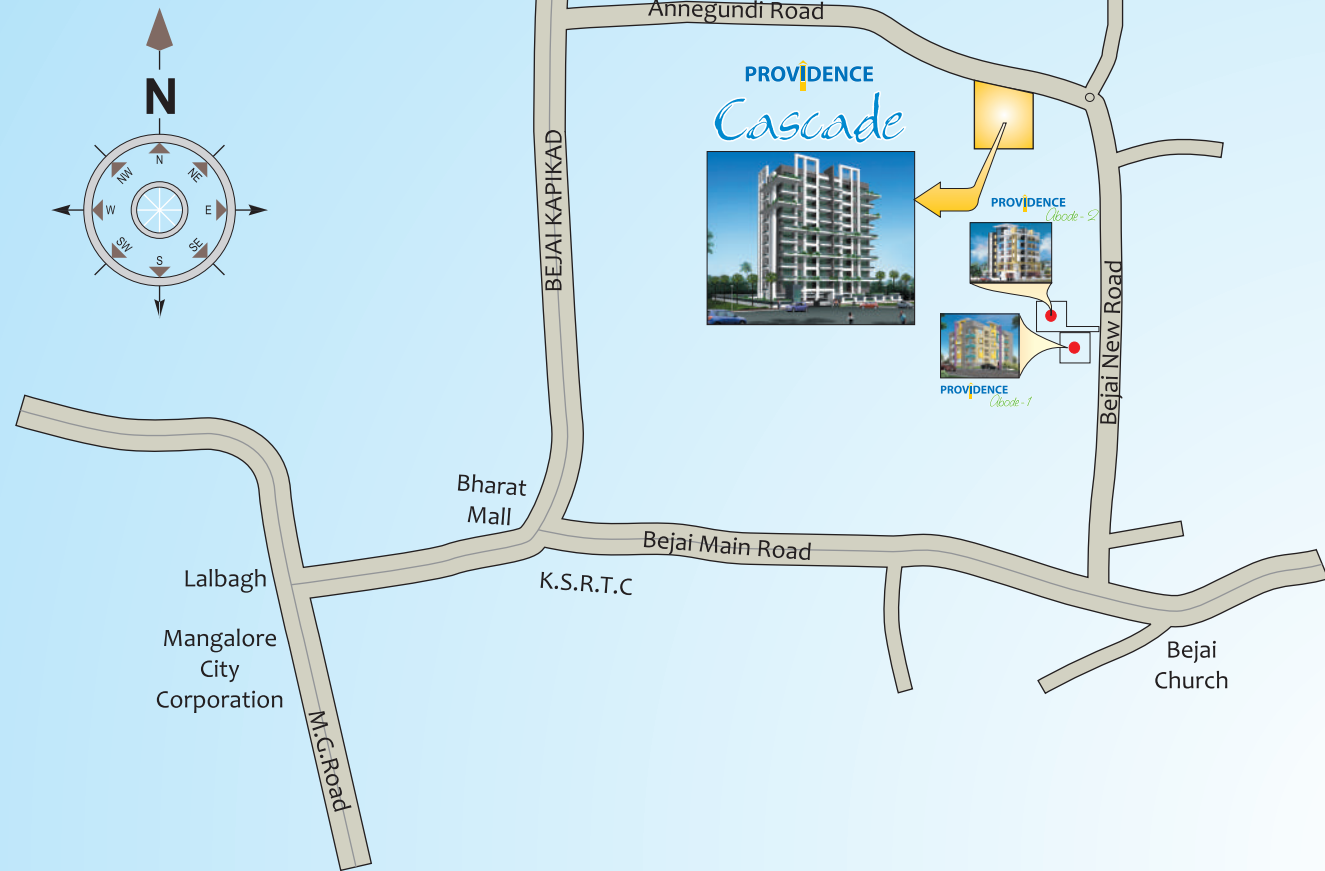 Annegundi Road
N
N
NE
E
SE
S
SW
W
NW
BEJAI KAPIKAD
PROVIDENCE
Cascade
PROVIDENCE
Abode - 2
PROVIDENCE
Abode - 1
Bejai New Road
Bharat
Mall
Bejai Main Road
K.S.R.T.C
Lalbagh
Mangalore
City
Corporation
M.G.Road
Bejai
Church